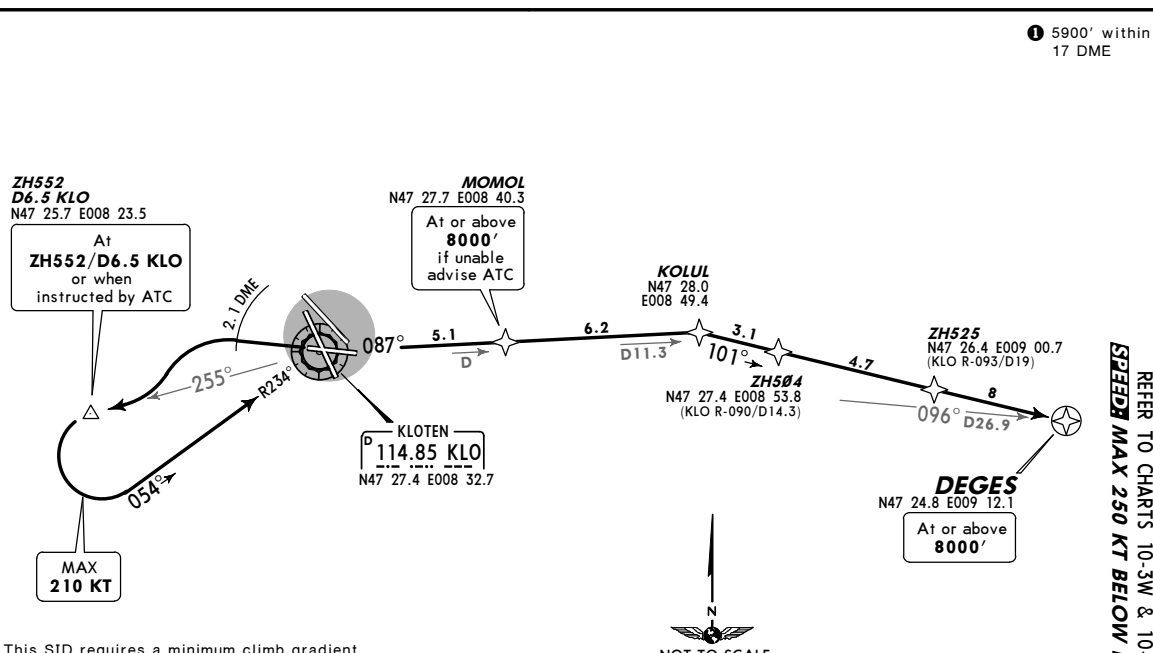 ❶ 5900' within
17 DME
ZH552
D6.5 KLO
N47 25.7 E008 23.5
At
ZH552/D6.5 KLO
or when
instructed by ATC
2.1 DME
255°
R234°
054°
MAX
210 KT
087°
5.1
D
KLOTEN
D 114.85 KLO
N47 27.4 E008 32.7
MOMOL
N47 27.7 E008 40.3
At or above
8000'
if unable
advise ATC
6.2
D11.3
KOLUL
N47 28.0
E008 49.4
3.1
101°
ZH5Ø4
N47 27.4 E008 53.8
(KLO R-090/D14.3)
4.7
ZH525
N47 26.4 E009 00.7
(KLO R-093/D19)
8
096°
D26.9
DEGES
N47 24.8 E009 12.1
At or above
8000'
REFER TO CHARTS 10-3W & 10-
SPEED: MAX 250 KT BELOW
N
NOT TO SCALE
This SID requires a minimum climb gradient